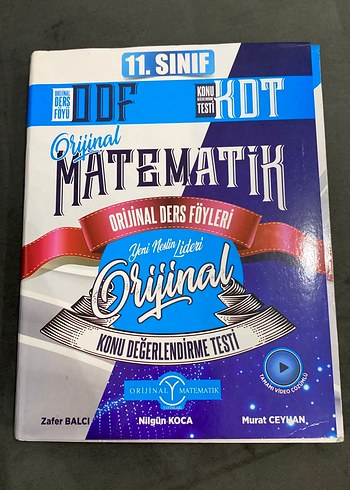 11. SINIF
ORİJİNAL DERS FÖYÜ
ODF
KONU DEĞERLENDİRME TESTİ
KDT
Orijinal
MATEMATİK
ORİJİNAL DERS FÖYLERİ
Yeni Neslin Lideri
Orijinal
KONU DEĞERLENDİRME TESTİ
ORİJİNAL MATEMATİK
YAYINLARI
TAMAMI VİDEO ÇÖZÜMLÜ
Zafer BALCI
Nilgün KOCA
Murat CEYHAN